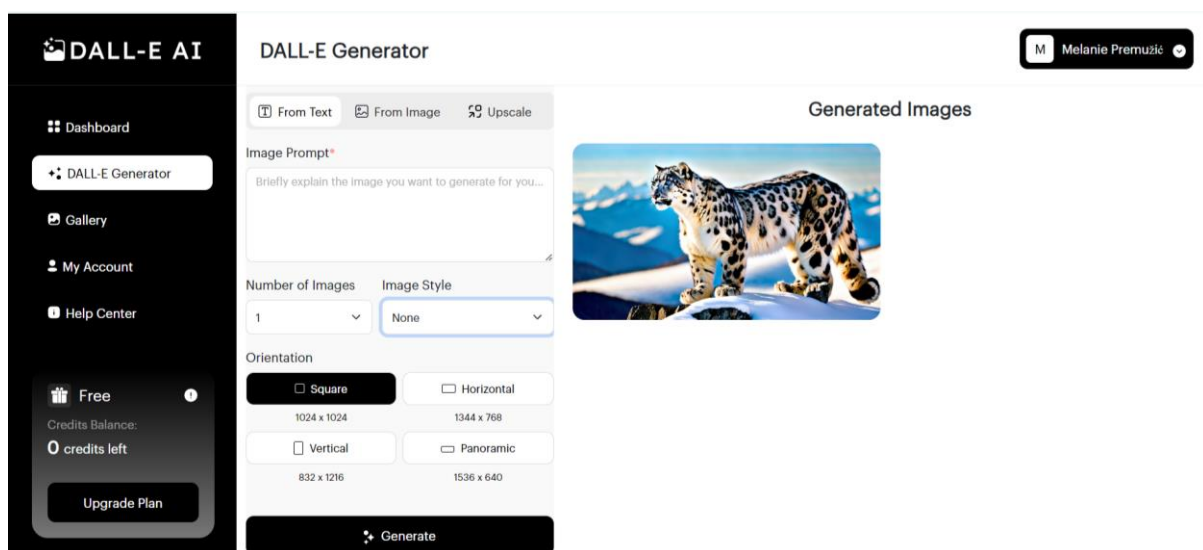 DALL-E AI
Dashboard
DALL-E Generator
Gallery
My Account
Help Center
Free
Credits Balance:
0 credits left
Upgrade Plan
DALL-E Generator
M Melanie Premužić
From Text From Image Upscale
Image Prompt*
Briefly explain the image you want to generate for you...
Number of Images Image Style
1 None
Orientation
Square Horizontal
1024 x 1024 1344 x 768
Vertical Panoramic
832 x 1216 1536 x 640
Generate
Generated Images